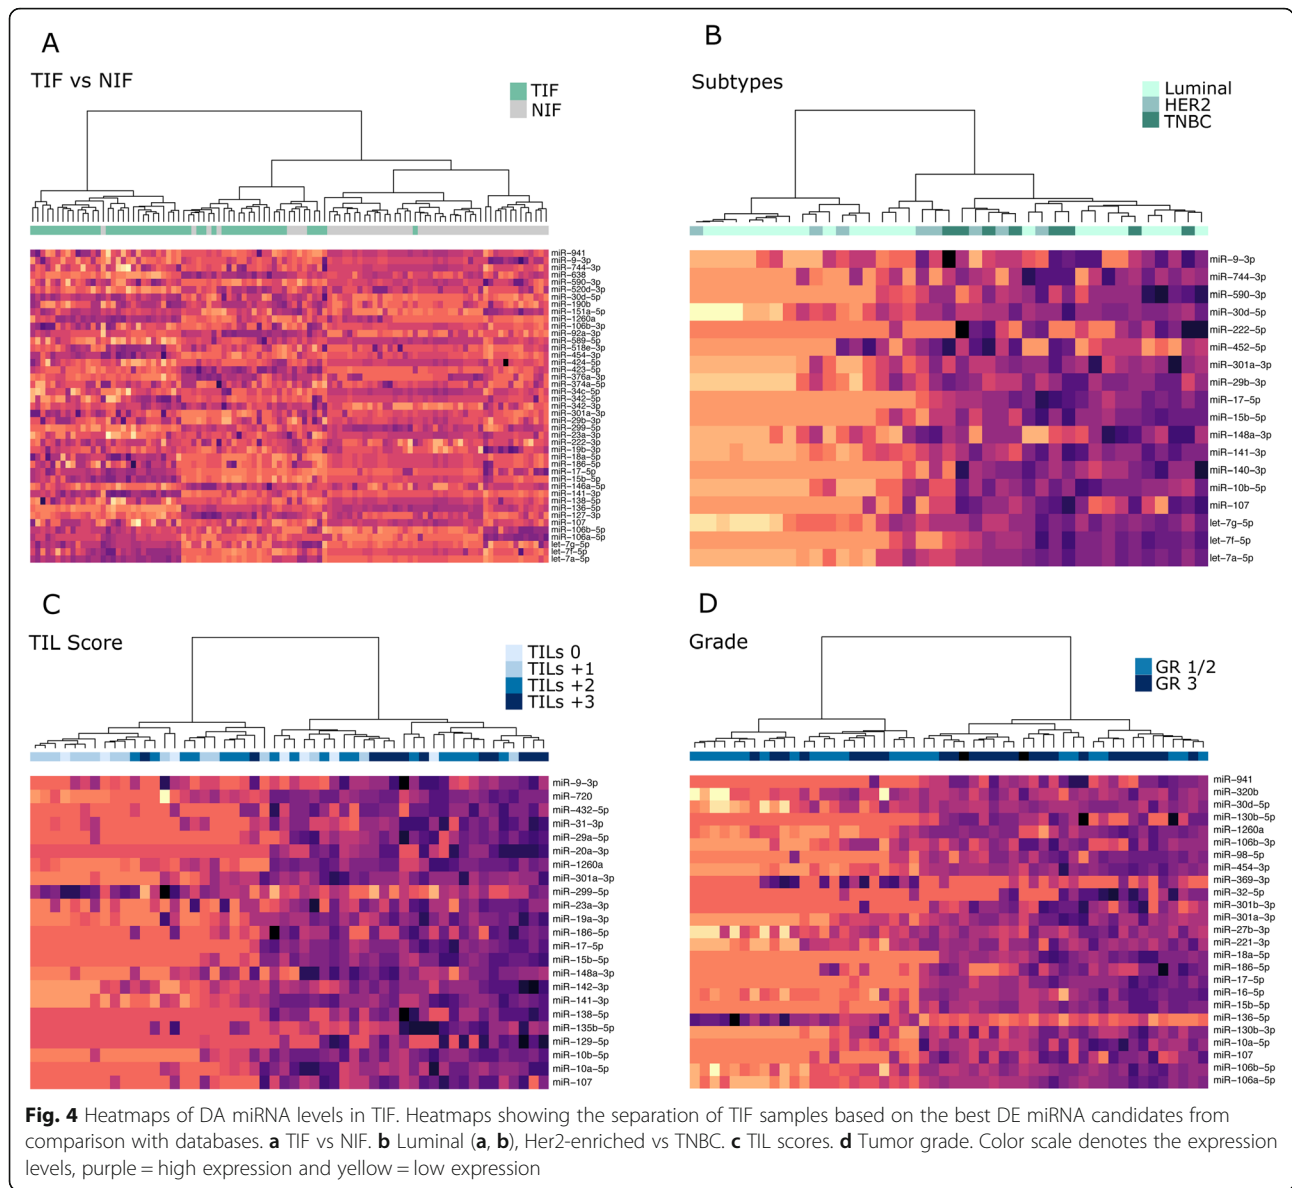 A
TIF vs NIF
TIF
NIF
miR-941
miR-9-3p
miR-744-3p
miR-638
miR-590-3p
miR-520d-3p
miR-30d-5p
miR-190b
miR-151a-5p
miR-1260a
miR-106b-3p
miR-92a-3p
miR-589-5p
miR-518e-3p
miR-454-3p
miR-424-5p
miR-423-5p
miR-376a-3p
miR-374a-5p
miR-34c-5p
miR-342-5p
miR-342-3p
miR-301a-3p
miR-29b-3p
miR-299-5p
miR-23a-3p
miR-222-3p
miR-19b-3p
miR-18a-5p
miR-186-5p
miR-17-5p
miR-15b-5p
miR-146a-5p
miR-141-3p
miR-138-5p
miR-136-5p
miR-127-3p
miR-107
miR-106b-5p
miR-106a-5p
let-7g-5p
let-7f-5p
let-7a-5p
B
Subtypes
Luminal
HER2
TNBC
miR-9-3p
miR-744-3p
miR-590-3p
miR-30d-5p
miR-222-5p
miR-452-5p
miR-301a-3p
miR-29b-3p
miR-17-5p
miR-15b-5p
miR-148a-3p
miR-141-3p
miR-140-3p
miR-10b-5p
miR-107
let-7g-5p
let-7f-5p
let-7a-5p
C
TIL Score
TILs 0
TILs +1
TILs +2
TILs +3
miR-9-3p
miR-720
miR-432-5p
miR-31-3p
miR-29a-5p
miR-20a-3p
miR-1260a
miR-301a-3p
miR-299-5p
miR-23a-3p
miR-19a-3p
miR-186-5p
miR-17-5p
miR-15b-5p
miR-148a-3p
miR-142-3p
miR-141-3p
miR-138-5p
miR-135b-5p
miR-129-5p
miR-10b-5p
miR-10a-5p
miR-107
D
Grade
GR 1/2
GR 3
miR-941
miR-320b
miR-30d-5p
miR-130b-5p
miR-1260a
miR-106b-3p
miR-98-5p
miR-454-3p
miR-369-3p
miR-32-5p
miR-301b-3p
miR-301a-3p
miR-27b-3p
miR-221-3p
miR-18a-5p
miR-186-5p
miR-17-5p
miR-16-5p
miR-15b-5p
miR-136-5p
miR-130b-3p
miR-10a-5p
miR-107
miR-106b-5p
miR-106a-5p
Fig. 4 Heatmaps of DA miRNA levels in TIF. Heatmaps showing the separation of TIF samples based on the best DE miRNA candidates from
comparison with databases. a TIF vs NIF. b Luminal (a, b), Her2-enriched vs TNBC. c TIL scores. d Tumor grade. Color scale denotes the expression
levels, purple = high expression and yellow = low expression